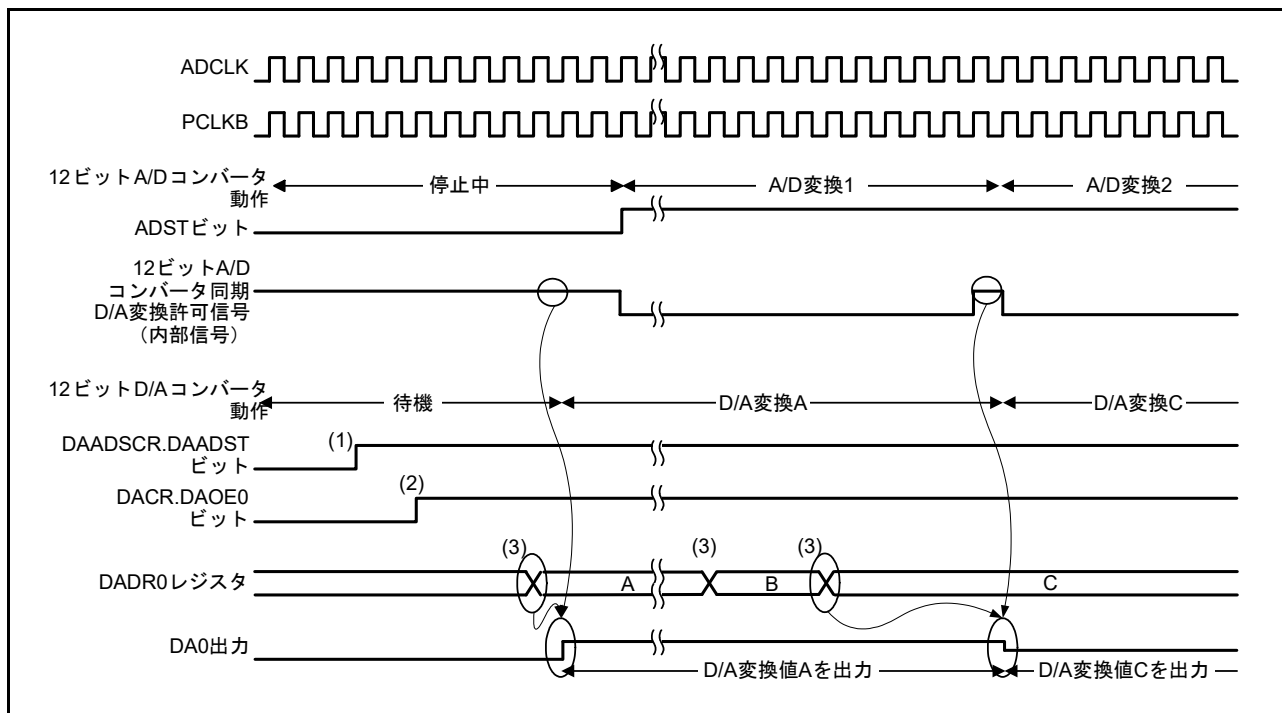 ADCLK
PCLKB
12ビットA/Dコンバータ
動作
停止中
A/D変換1
A/D変換2
ADSTビット
12ビットA/D
コンバータ同期
D/A変換許可信号
（内部信号）
12ビットD/Aコンバータ
動作
待機
D/A変換A
D/A変換C
DAADSCR.DAADST
ビット
(1)
DACR.DAOE0
ビット
(2)
(3)
(3)
(3)
DADR0レジスタ
A
B
C
DA0出力
D/A変換値Aを出力
D/A変換値Cを出力